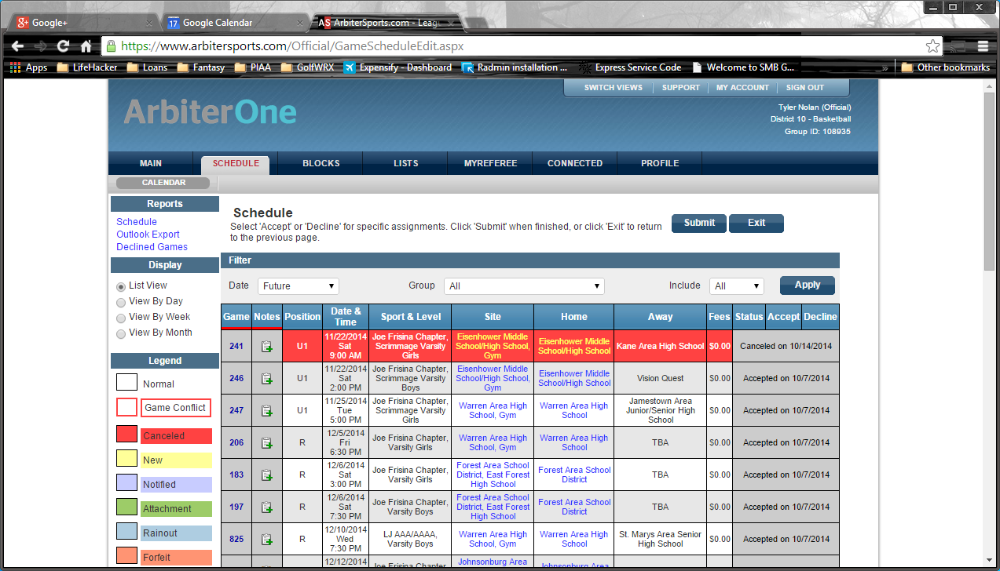 Google+
Google Calendar
ArbiterSports.com - Leag
https://www.arbitersports.com/Official/GameScheduleEdit.aspx
Apps LifeHacker Loans Fantasy PIAA GolfWRX Expensify - Dashboard Radmin installation ... Express Service Code Welcome to SMB G... » Other bookmarks
SWITCH VIEWS SUPPORT MY ACCOUNT SIGN OUT
ArbiterOne
Tyler Nolan (Official)
District 10 - Basketball
Group ID: 108935
MAIN SCHEDULE BLOCKS LISTS MYREFEREE CONNECTED PROFILE
CALENDAR
Reports
Schedule
Outlook Export
Declined Games
Display
List View
View By Day
View By Week
View By Month
Legend
Normal
Game Conflict
Canceled
New
Notified
Attachment
Rainout
Forfeit
Schedule
Select 'Accept' or 'Decline' for specific assignments. Click 'Submit' when finished, or click 'Exit' to return
to the previous page.
Submit Exit
Filter
Date Future Group All Include All Apply
Game Notes Position Date & Time Sport & Level Site Home Away Fees Status Accept Decline
241 U1 11/22/2014 Sat 9:00 AM Joe Frisina Chapter, Scrimmage Varsity Girls Eisenhower Middle School/High School, Gym Eisenhower Middle School/High School Kane Area High School $0.00 Canceled on 10/14/2014
246 U1 11/22/2014 Sat 2:00 PM Joe Frisina Chapter, Scrimmage Varsity Boys Eisenhower Middle School/High School, Gym Eisenhower Middle School/High School Vision Quest $0.00 Accepted on 10/7/2014
247 U1 11/25/2014 Tue 5:00 PM Joe Frisina Chapter, Scrimmage Varsity Girls Warren Area High School, Gym Warren Area High School Jamestown Area Junior/Senior High School $0.00 Accepted on 10/7/2014
206 R 12/5/2014 Fri 6:30 PM Joe Frisina Chapter, Varsity Girls Warren Area High School, Gym Warren Area High School TBA $0.00 Accepted on 10/7/2014
183 R 12/6/2014 Sat 3:00 PM Joe Frisina Chapter, Varsity Girls Forest Area School District, East Forest High School Forest Area School District TBA $0.00 Accepted on 10/7/2014
197 R 12/6/2014 Sat 7:30 PM Joe Frisina Chapter, Varsity Boys Forest Area School District, East Forest High School Forest Area School District TBA $0.00 Accepted on 10/7/2014
825 R 12/10/2014 Wed 7:30 PM LJ AAA/AAAA, Varsity Boys Warren Area High School, Gym Warren Area High School St. Marys Area Senior High School $0.00 Accepted on 10/7/2014
12/12/2014 Johnsonburg Area Johnsonburg Area